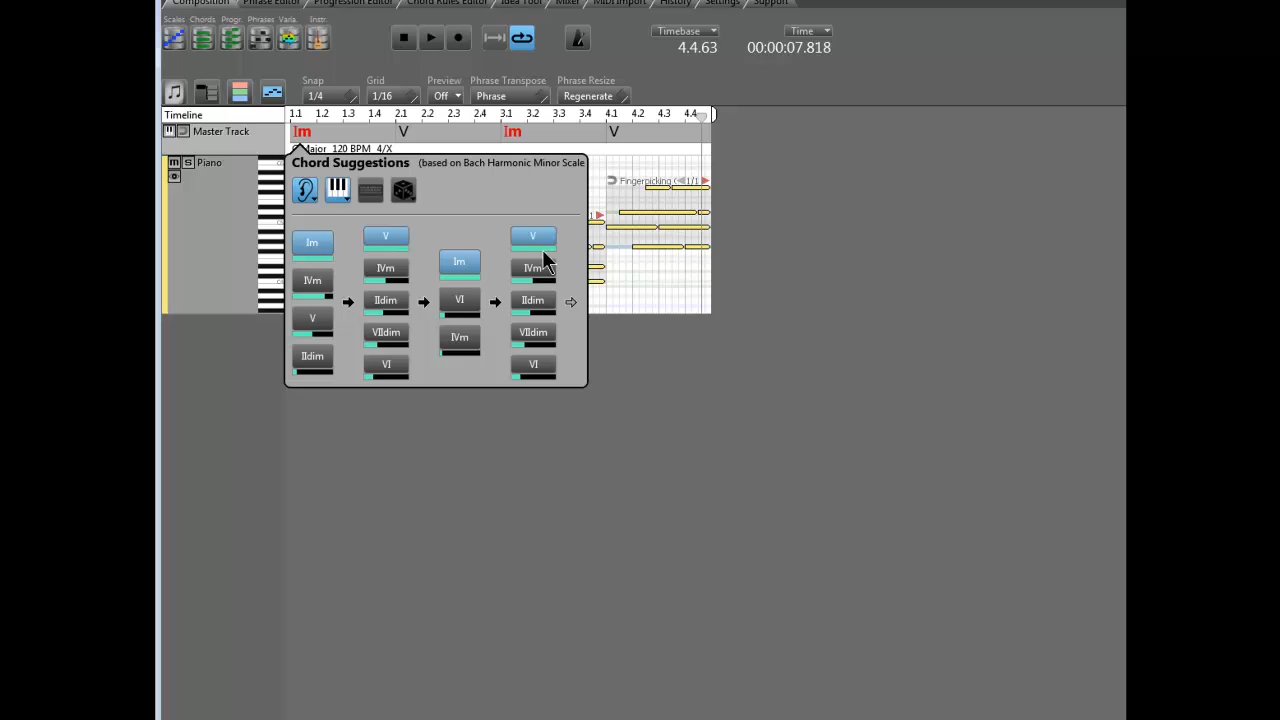 Composition Phrase Editor Progression Editor Chord Rules Editor Idea Tool Mixer MIDI Import History Settings Support
Scales Chords Progr. Phrases Varia. Instr.
Timebase Time
4.4.63 00:00:07.818
Snap Grid Preview Phrase Transpose Phrase Resize
1/4 1/16 Off Phrase Regenerate
Timeline 1.1 1.2 1.3 1.4 2.1 2.2 2.3 2.4 3.1 3.2 3.3 3.4 4.1 4.2 4.3 4.4
Master Track Im V Im V
Major 120 BPM 4/X
m S Piano
Chord Suggestions (based on Bach Harmonic Minor Scale
Fingerpicking 1/1
Im V Im V
IVm IVm VI IVm
V IIdim IVm IIdim
IIdim VIIdim VIIdim
VI VI